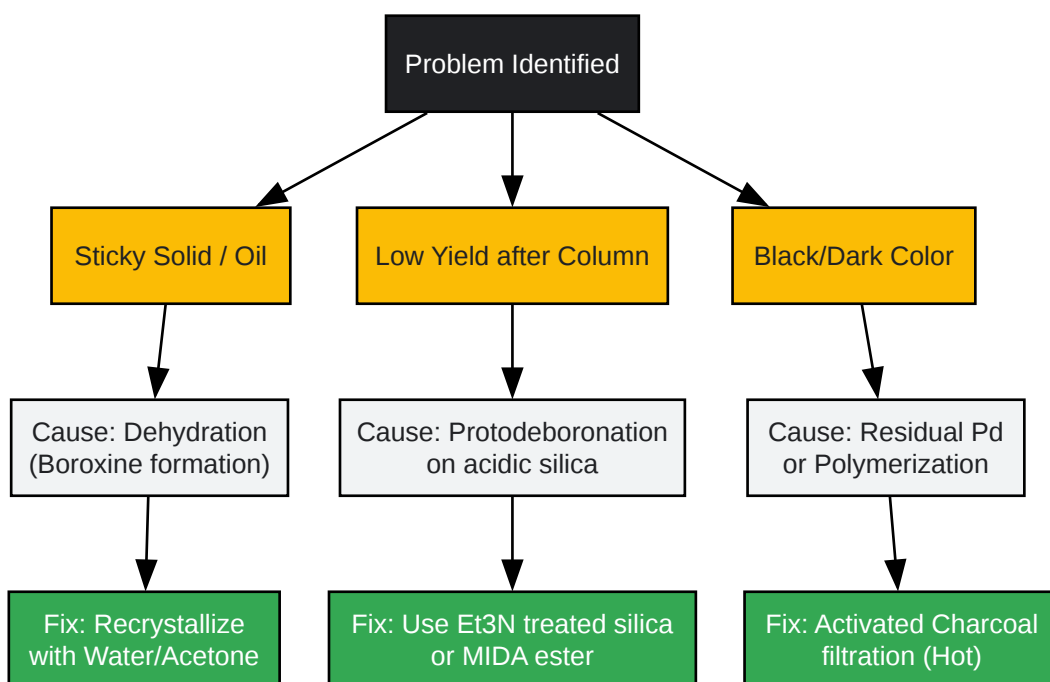 Problem Identified
Sticky Solid / Oil
Low Yield after Column
Black/Dark Color
Cause: Dehydration
(Boroxine formation)
Cause: Protodeboronation
on acidic silica
Cause: Residual Pd
or Polymerization
Fix: Recrystallize
with Water/Acetone
Fix: Use Et3N treated silica
or MIDA ester
Fix: Activated Charcoal
filtration (Hot)